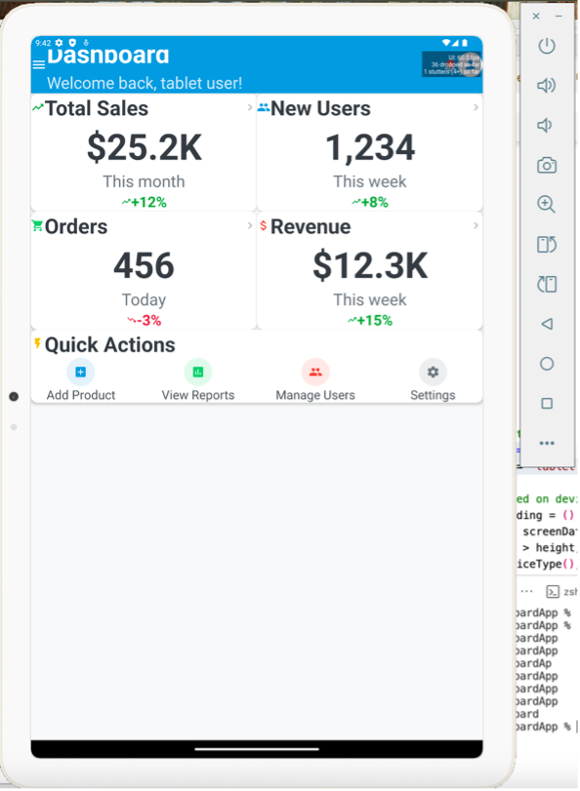 9:42
Dashboard
Welcome back, tablet user!
Total Sales
$25.2K
This month
+12%
New Users
1,234
This week
+8%
Orders
456
Today
-3%
Revenue
$12.3K
This week
+15%
Quick Actions
Add Product
View Reports
Manage Users
Settings
ed on dev
ding = ()
screenDa
> height
iceType()
zsh
oardApp %
oardApp %
oardApp
oardApp
oardAp
oardApp
oardApp
oardApp
oard
oardApp %